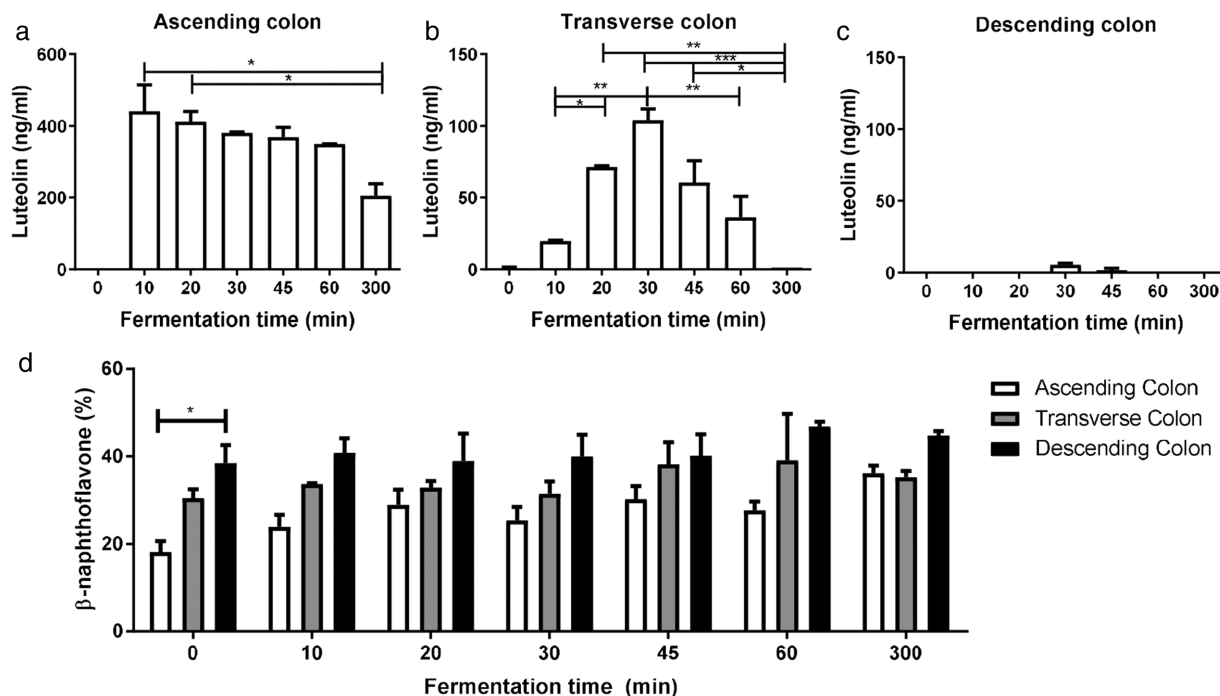 a
Ascending colon
600
400
200
0
Luteolin (ng/ml)
*
*
0 10 20 30 45 60 300
Fermentation time (min)
b
Transverse colon
150
100
50
0
Luteolin (ng/ml)
**
***
*
** **
*
0 10 20 30 45 60 300
Fermentation time (min)
c
Descending colon
150
100
50
0
Luteolin (ng/ml)
0 10 20 30 45 60 300
Fermentation time (min)
d
60
40
20
0
β-naphthoflavone (%)
*
0 10 20 30 45 60 300
Fermentation time (min)
Ascending Colon
Transverse Colon
Descending Colon